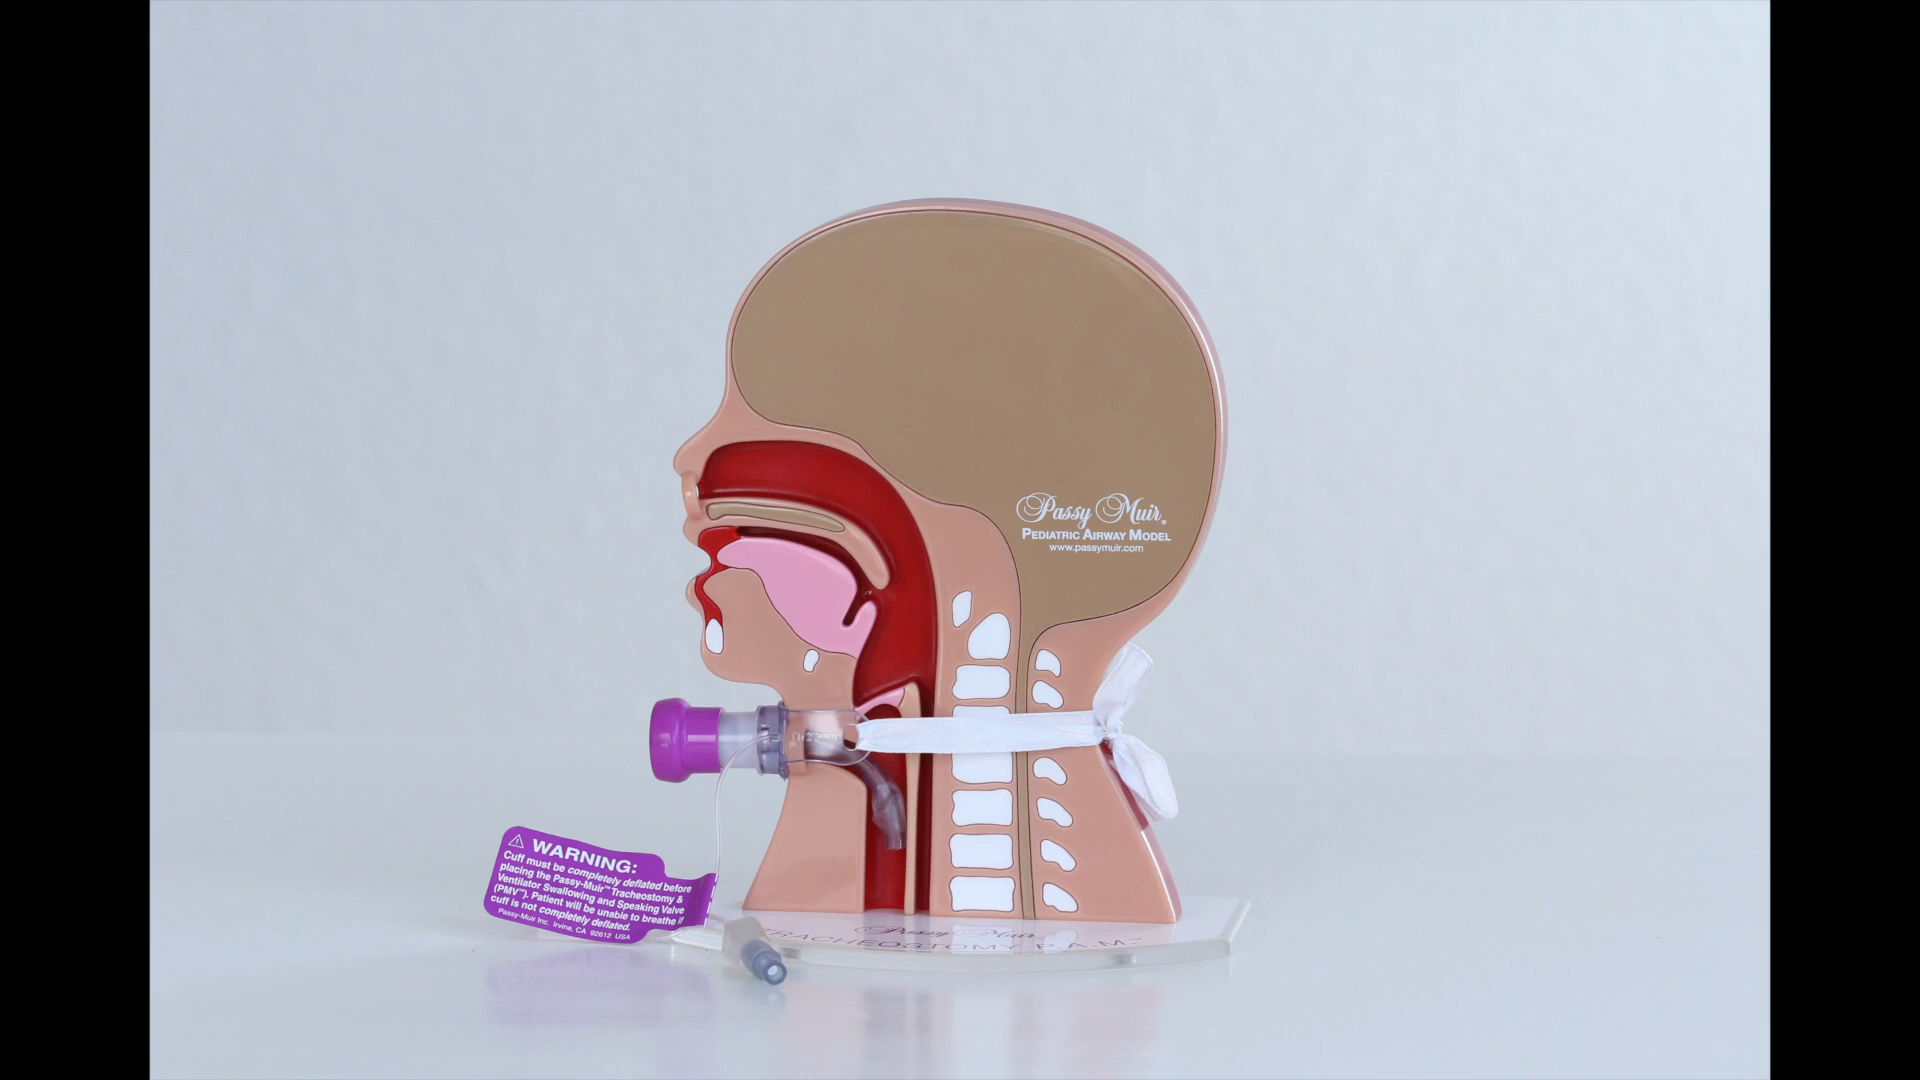 Passy Muir®
PEDIATRIC AIRWAY MODEL
www.passymuir.com
WARNING:
Cuff must be completely deflated before
placing the Passy-Muir™ Tracheostomy &
Ventilator Swallowing and Speaking Valve
(PMV™). Patient will be unable to breathe if
cuff is not completely deflated.
Passy-Muir Inc. Irvine, CA 92612 USA
Passy Muir
TRACHEOSTOMY P.A.M.™